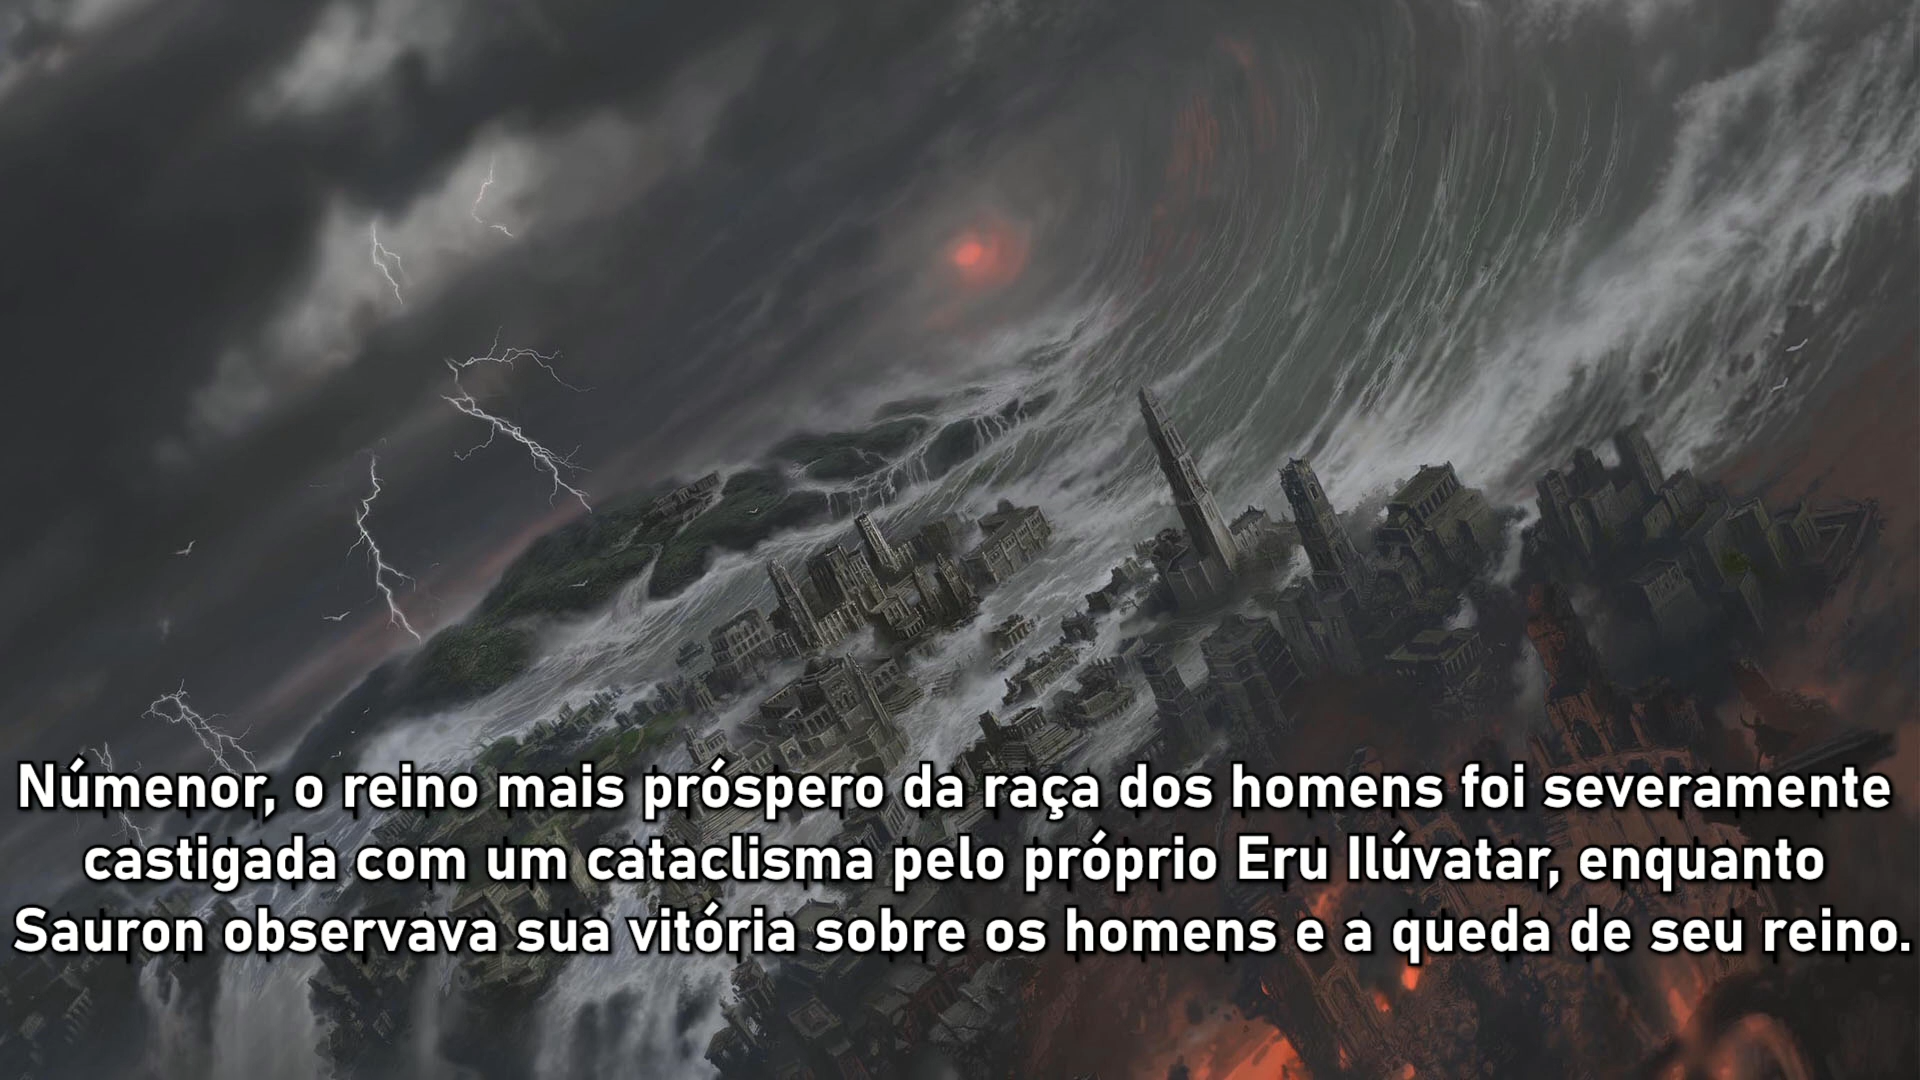 Númenor, o reino mais próspero da raça dos homens foi severamente
castigada com um cataclisma pelo próprio Eru Ilúvatar, enquanto
Sauron observava sua vitória sobre os homens e a queda de seu reino.